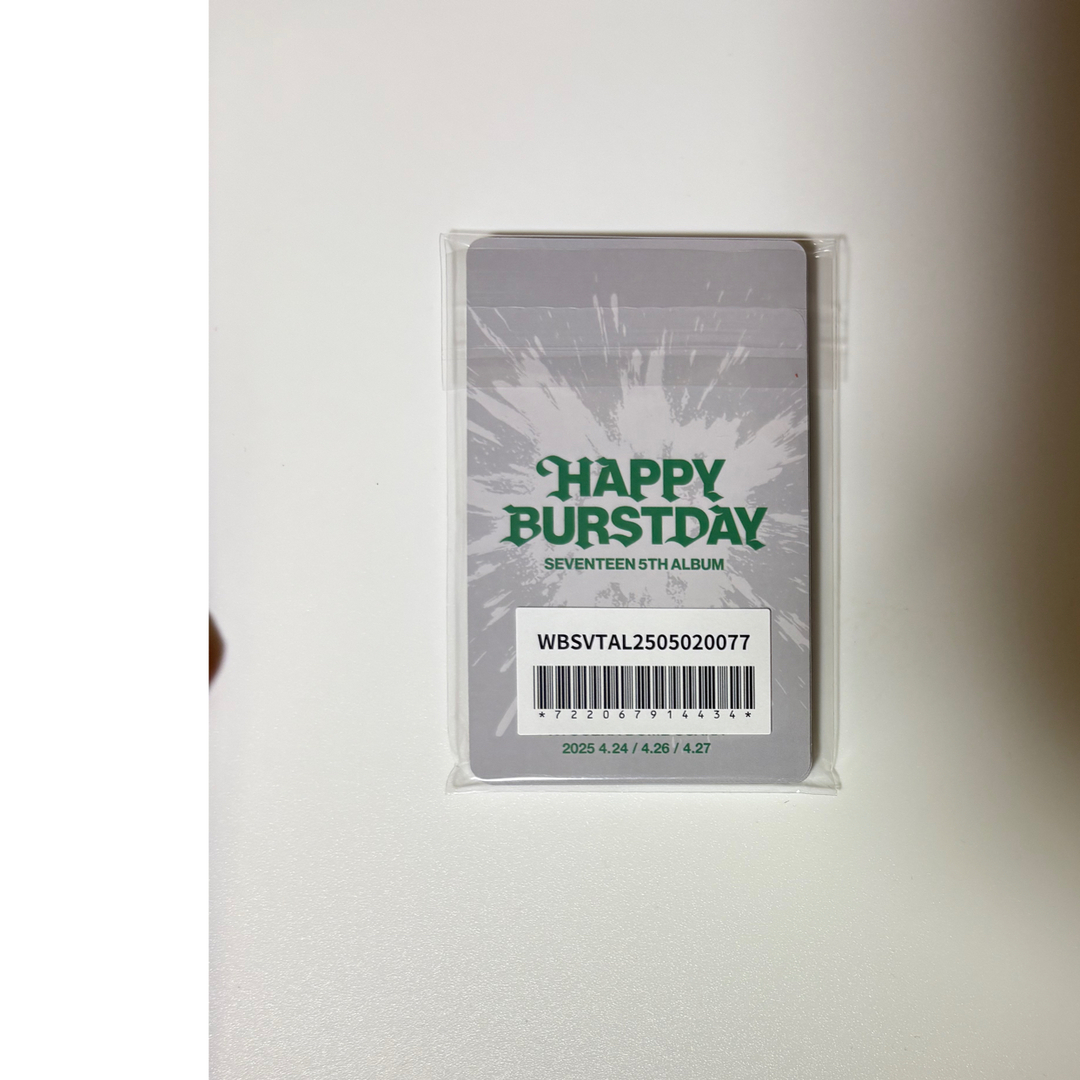 HAPPY
BURSTDAY
SEVENTEEN 5TH ALBUM
WBSVTAL2505020077
*722067914434*
2025 4.24 / 4.26 / 4.27